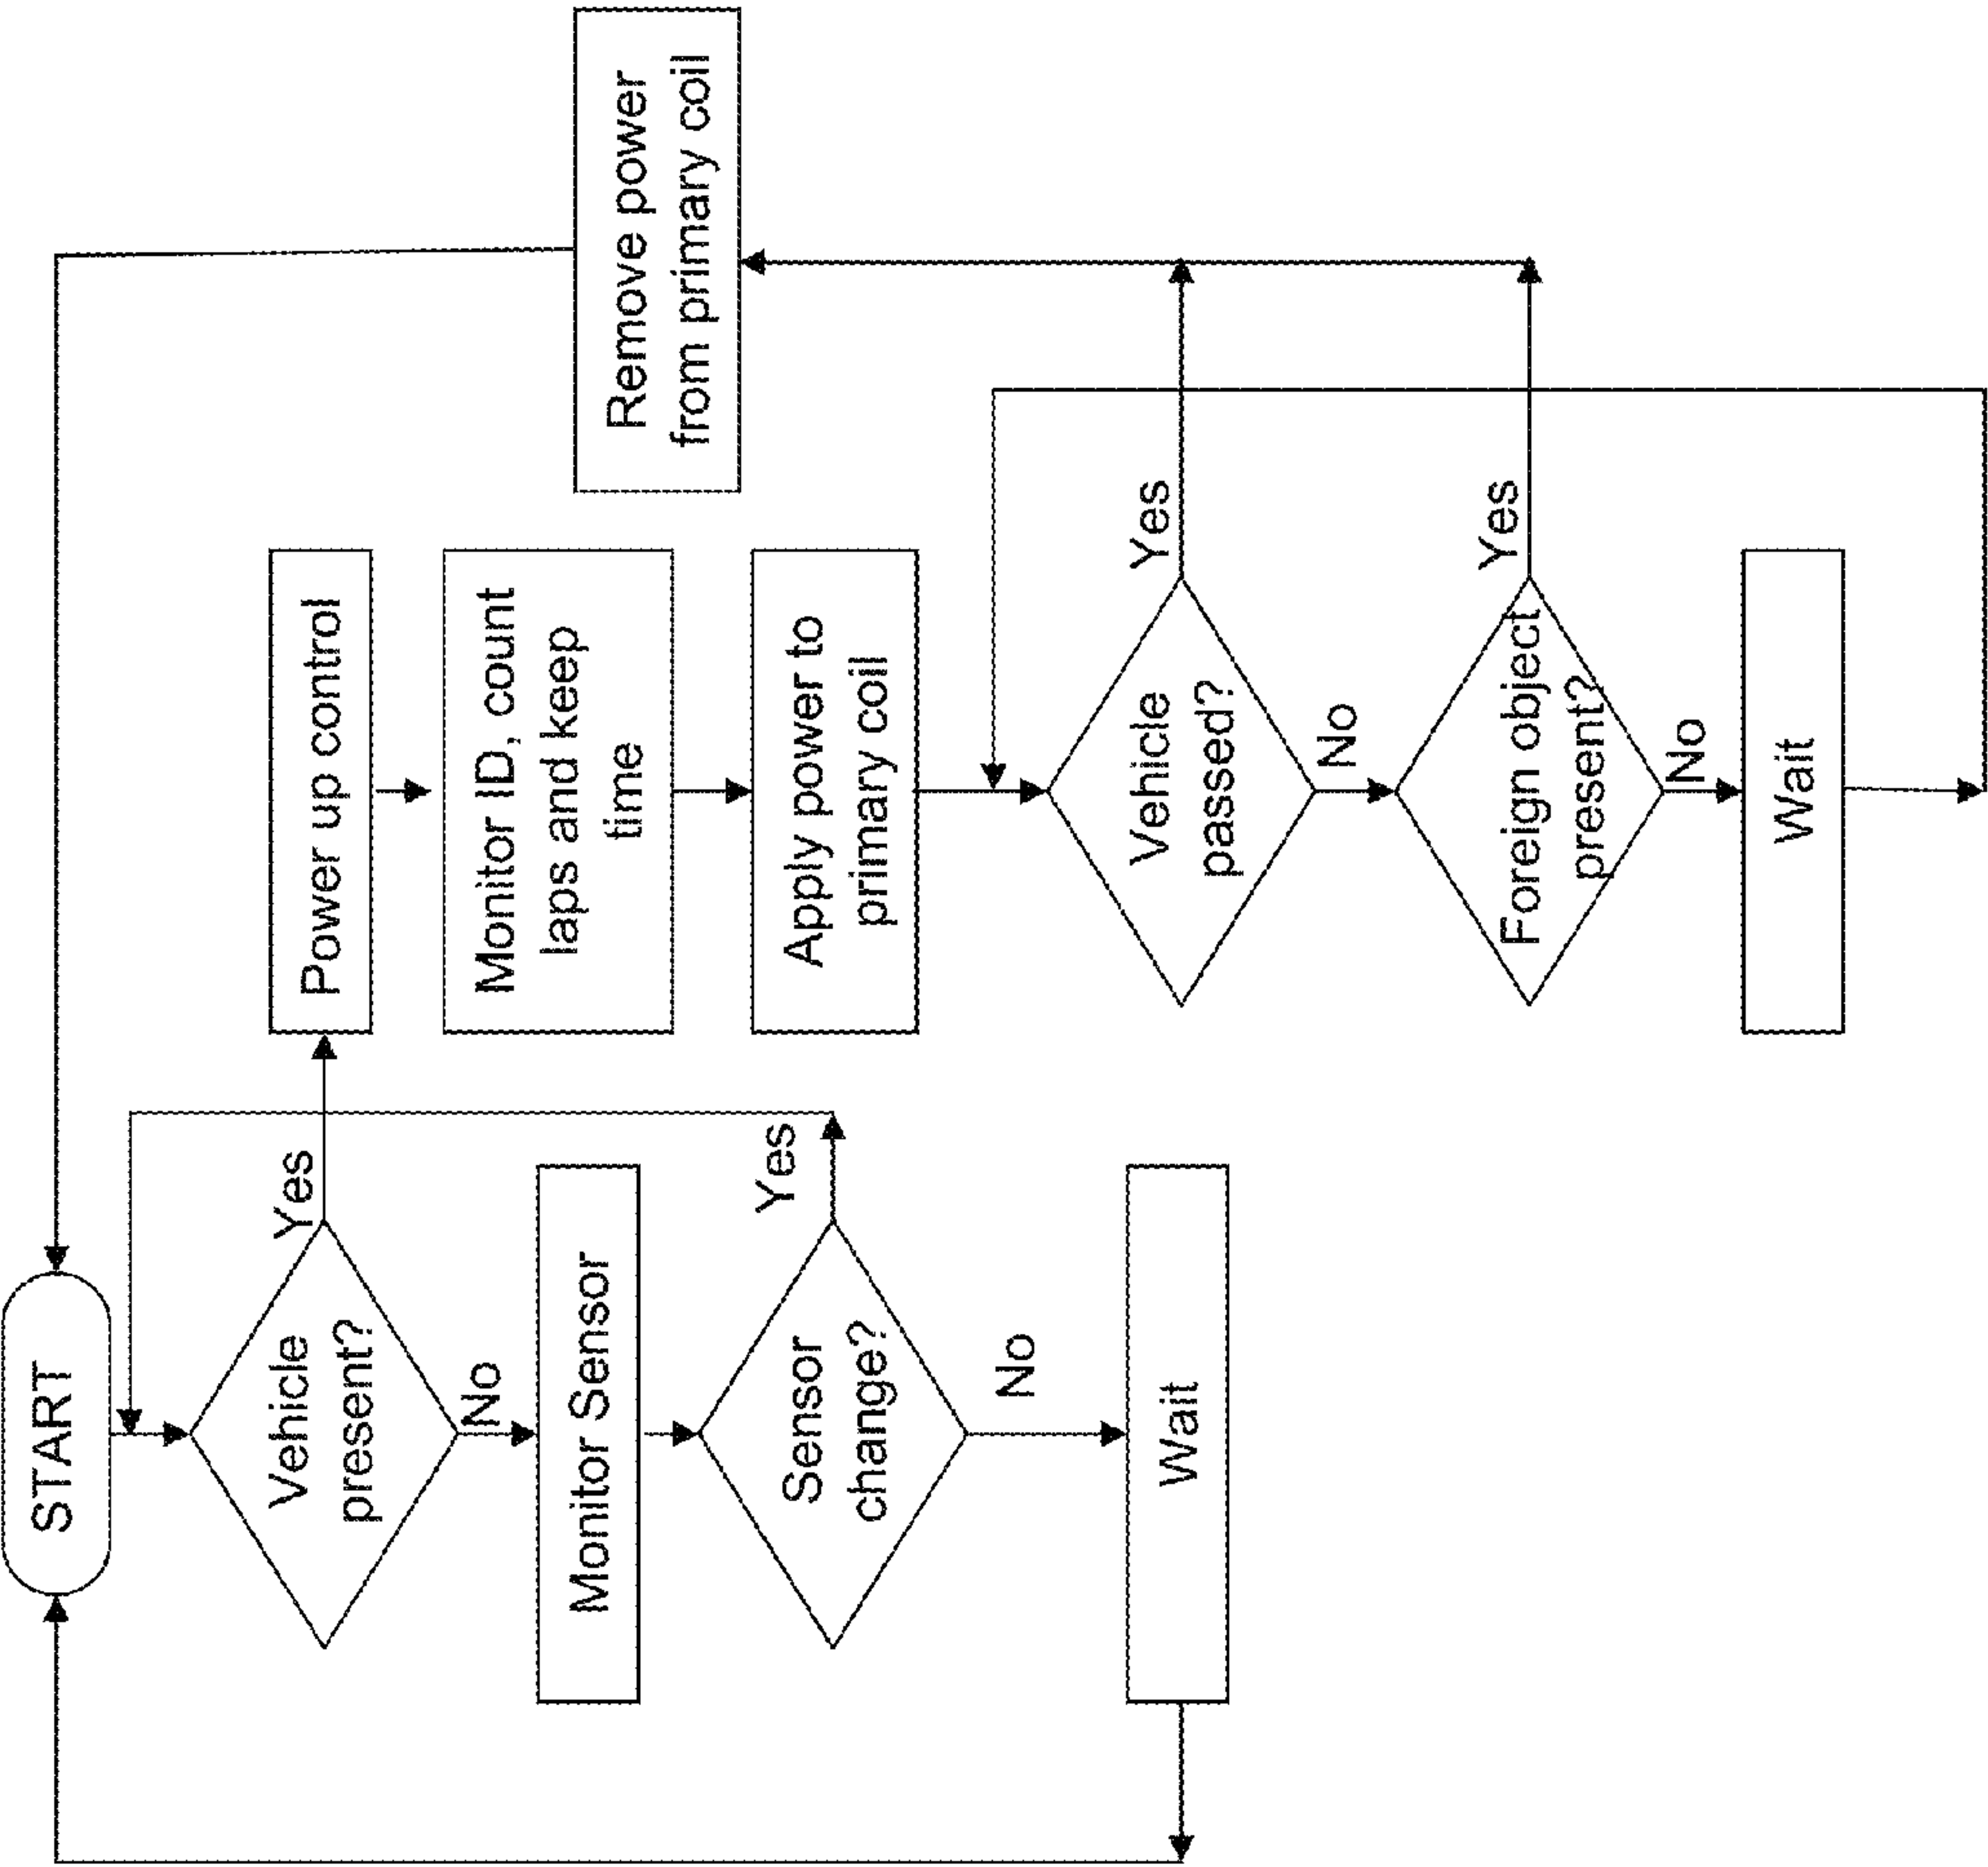 START
Vehicle
present?
Yes
No
Monitor Sensor
Sensor
change?
Yes
No
Wait
Power up control
Monitor ID, count
laps and keep
time
Apply power to
primary coil
Vehicle
passed?
Yes
No
Foreign object
present?
Yes
No
Wait
Remove power
from primary coil